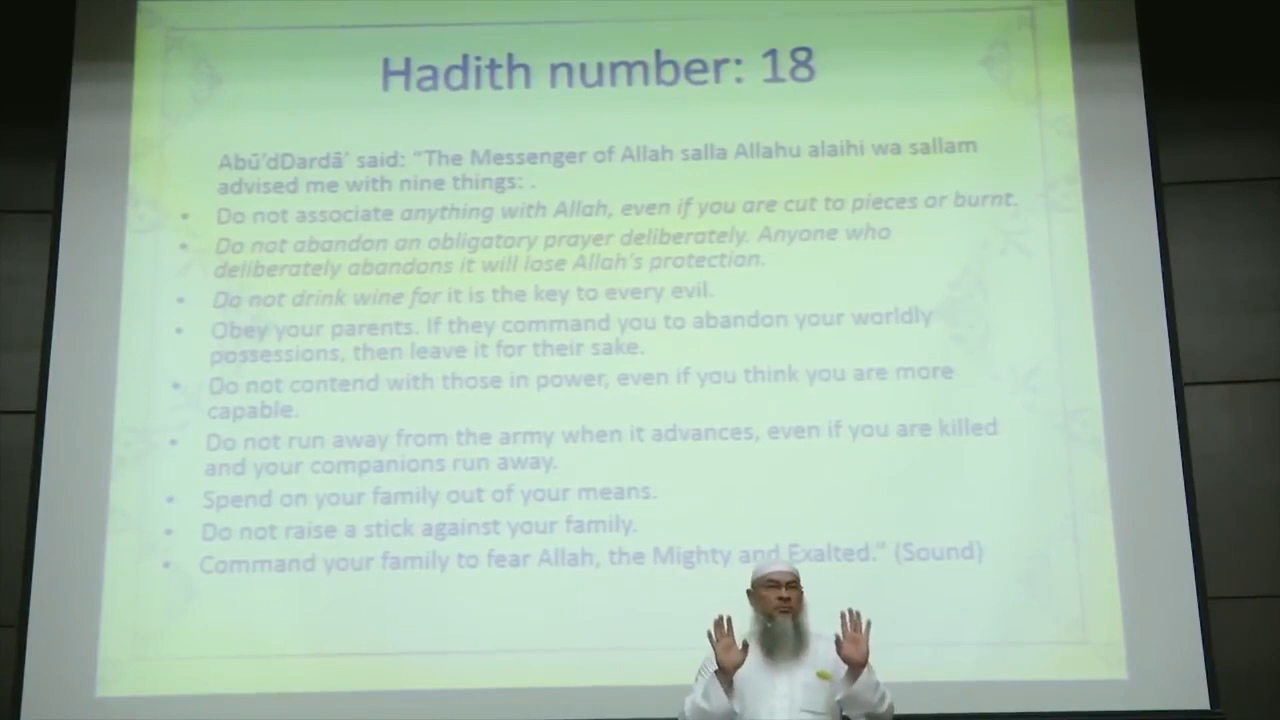 Hadith number: 18
Abū'dDardā' said: "The Messenger of Allah salla Allahu alaihi wa sallam
advised me with nine things: .
• Do not associate anything with Allah, even if you are cut to pieces or burnt.
• Do not abandon an obligatory prayer deliberately. Anyone who
deliberately abandons it will lose Allah's protection.
• Do not drink wine for it is the key to every evil.
• Obey your parents. If they command you to abandon your worldly
possessions, then leave it for their sake.
• Do not contend with those in power, even if you think you are more
capable.
• Do not run away from the army when it advances, even if you are killed
and your companions run away.
• Spend on your family out of your means.
• Do not raise a stick against your family.
• Command your family to fear Allah, the Mighty and Exalted." (Sound)